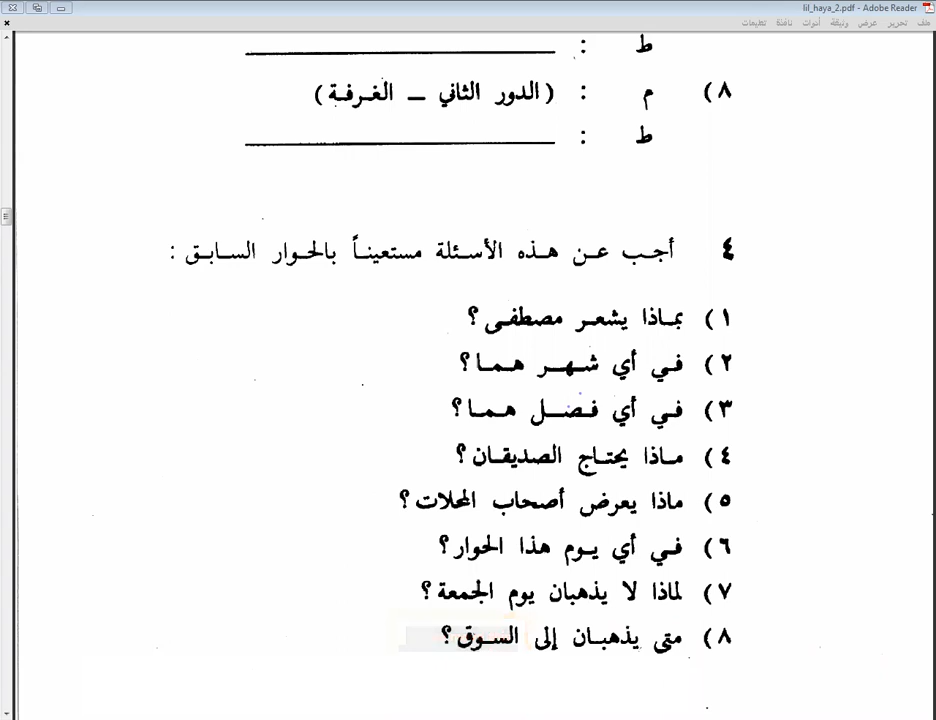 lil_haya_2.pdf - Adobe Reader
ملف تحرير عرض وثيقة أدوات نافذة تعليمات
ط :
٨) م : (الدور الثاني – الغرفة)
ط :
٤ أجب عن هذه الأسئلة مستعيناً بالحوار السابق :
١) بماذا يشعر مصطفى؟
٢) في أي شهر هما؟
٣) في أي فصل هما؟
٤) ماذا يحتاج الصديقان؟
٥) ماذا يعرض أصحاب المحلات؟
٦) في أي يوم هذا الحوار؟
٧) لماذا لا يذهبان يوم الجمعة؟
٨) متى يذهبان إلى السوق؟